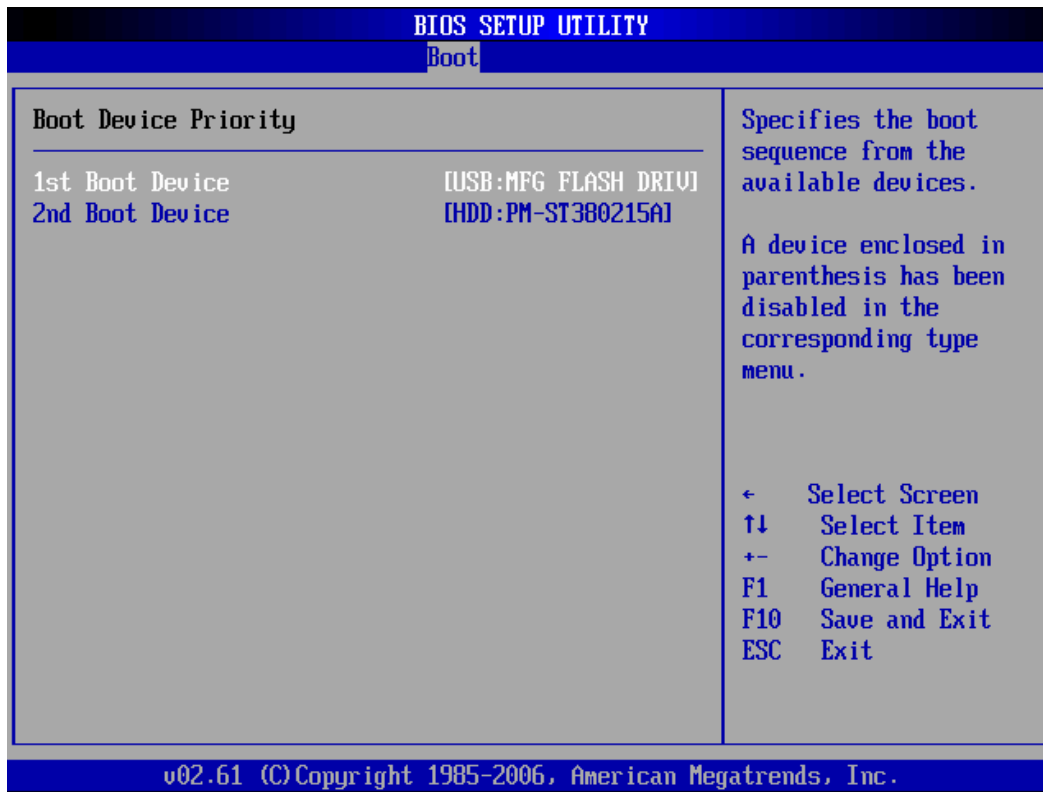 BIOS SETUP UTILITY
Boot
Boot Device Priority
1st Boot Device [USB:MFG FLASH DRIV]
2nd Boot Device [HDD:PM-ST380215A]
Specifies the boot
sequence from the
available devices.
A device enclosed in
parenthesis has been
disabled in the
corresponding type
menu.
← Select Screen
↑↓ Select Item
+- Change Option
F1 General Help
F10 Save and Exit
ESC Exit
v02.61 (C)Copyright 1985-2006, American Megatrends, Inc.